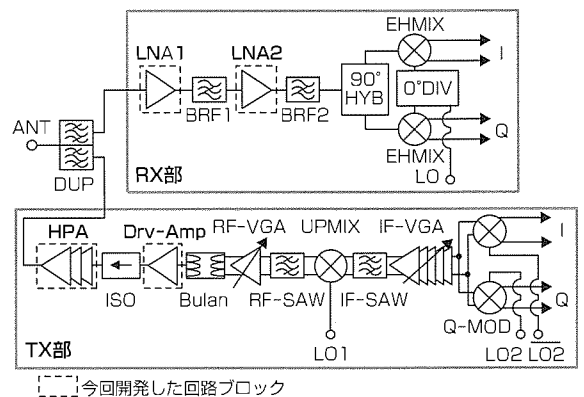 LNA1
LNA2
EHMIX
I
BRF1
BRF2
90°
HYB
0°DIV
ANT
Q
EHMIX
DUP
RX部
LO
HPA
Drv-Amp
RF-VGA
UPMIX
IF-VGA
I
ISO
Bulan
RF-SAW
IF-SAW
Q
Q-MOD
TX部
LO1
LO2
LO2
今回開発した回路ブロック